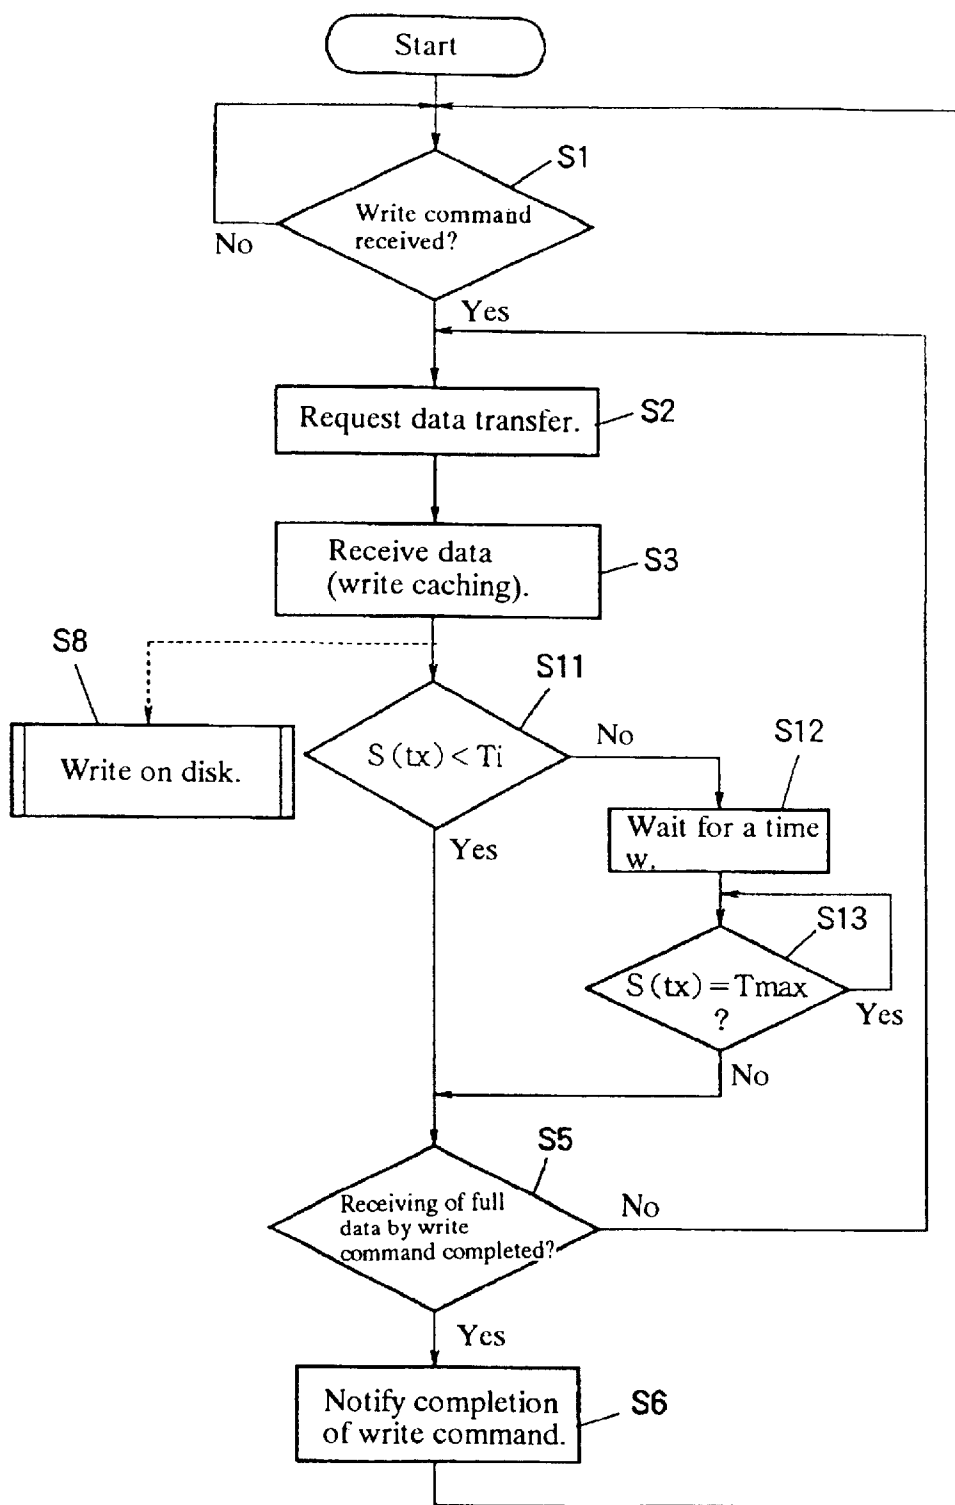 Start
S1
Write command
received?
No
Yes
Request data transfer.
S2
Receive data
(write caching).
S3
S8
S11
Write on disk.
S(tx)<Ti
No
S12
Yes
Wait for a time
w.
S13
S(tx)=Tmax
?
Yes
No
S5
Receiving of full
data by write
command completed?
No
Yes
Notify completion
of write command.
S6